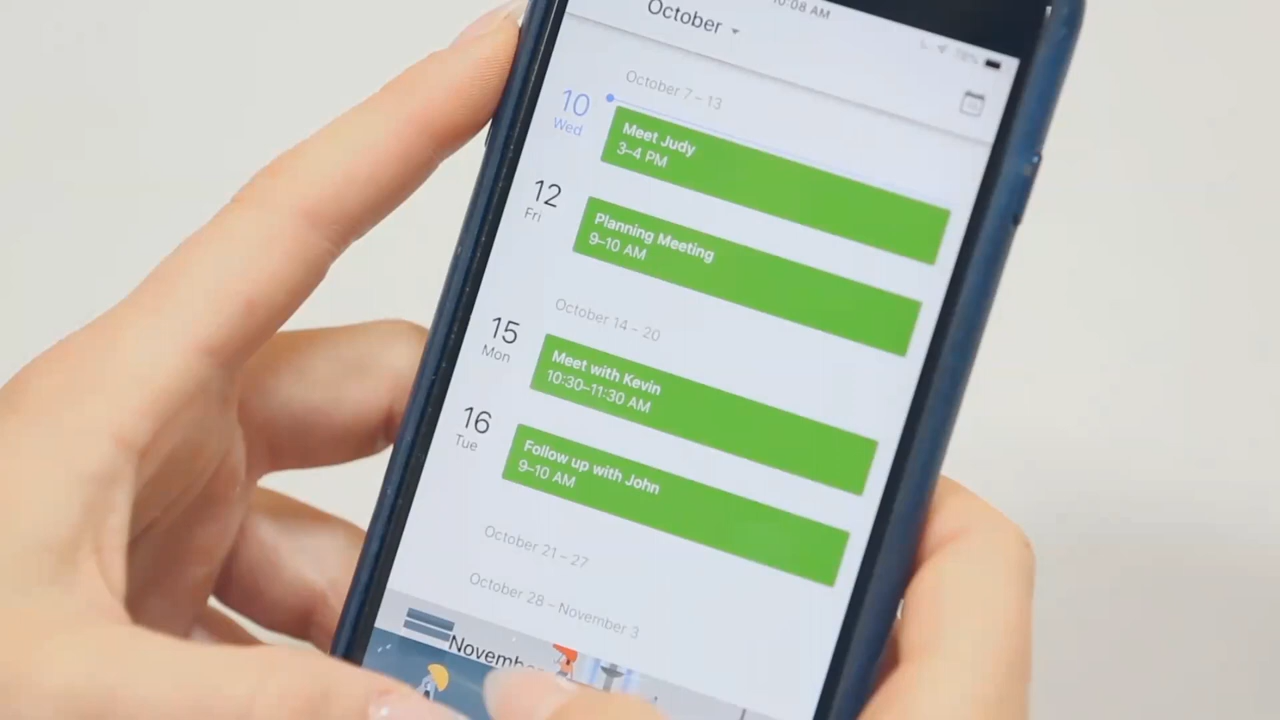 October
10:08 AM
October 7 – 13
10
Wed
Meet Judy
3–4 PM
12
Fri
Planning Meeting
9–10 AM
October 14 – 20
15
Mon
Meet with Kevin
10:30–11:30 AM
16
Tue
Follow up with John
9–10 AM
October 21 – 27
October 28 – November 3